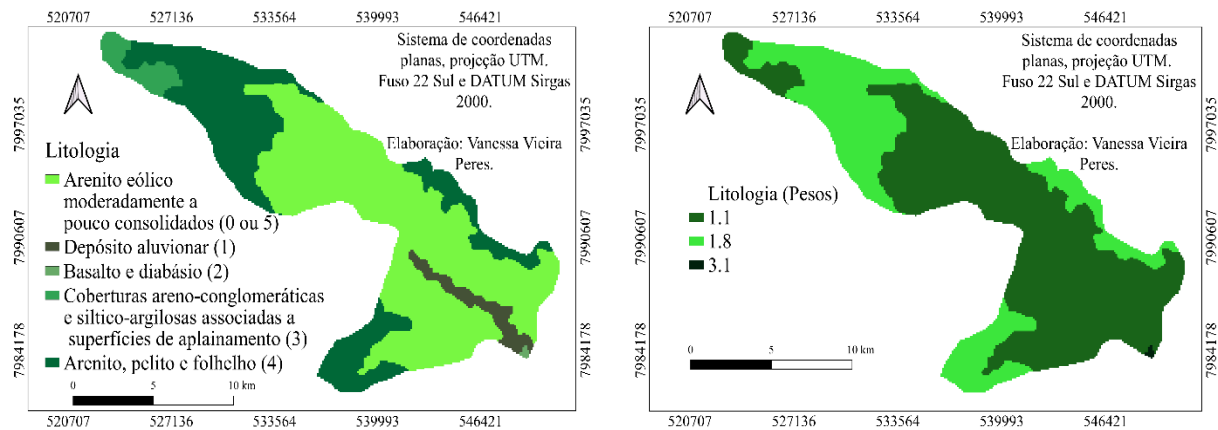 520707 527136 533564 539993 546421
Sistema de coordenadas
planas, projeção UTM.
Fuso 22 Sul e DATUM Sirgas
2000.
Elaboração: Vanessa Vieira
Peres.
7997035
7990607
7984178
7997035
7990607
7984178
Litologia
Arenito eólico
moderadamente a
pouco consolidados (0 ou 5)
Depósito aluvionar (1)
Basalto e diabásio (2)
Coberturas areno-conglomeráticas
e siltico-argilosas associadas a
superfícies de aplainamento (3)
Arenito, pelito e folhelho (4)
0 5 10 km
520707 527136 533564 539993 546421
520707 527136 533564 539993 546421
Sistema de coordenadas
planas, projeção UTM.
Fuso 22 Sul e DATUM Sirgas
2000.
Elaboração: Vanessa Vieira
Peres.
7997035
7990607
7984178
7997035
7990607
7984178
Litologia (Pesos)
1.1
1.8
3.1
0 5 10 km
520707 527136 533564 539993 546421